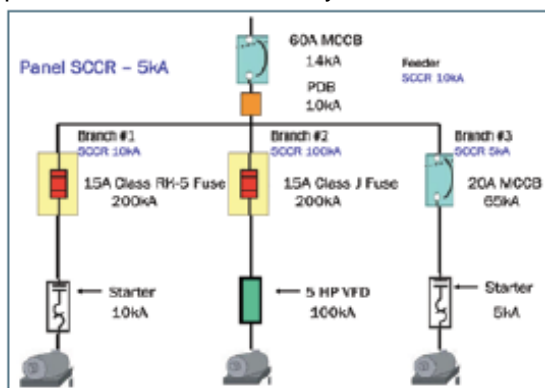 Panel SCCR – 5kA
60A MCCB
14kA
PDB
10kA
Feeder
SCCR 10kA
Branch #1
SCCR 10kA
15A Class RK-5 Fuse
200kA
Starter
10kA
Branch #2
SCCR 100kA
15A Class J Fuse
200kA
5 HP VFD
100kA
Branch #3
SCCR 5kA
20A MCCB
65kA
Starter
5kA